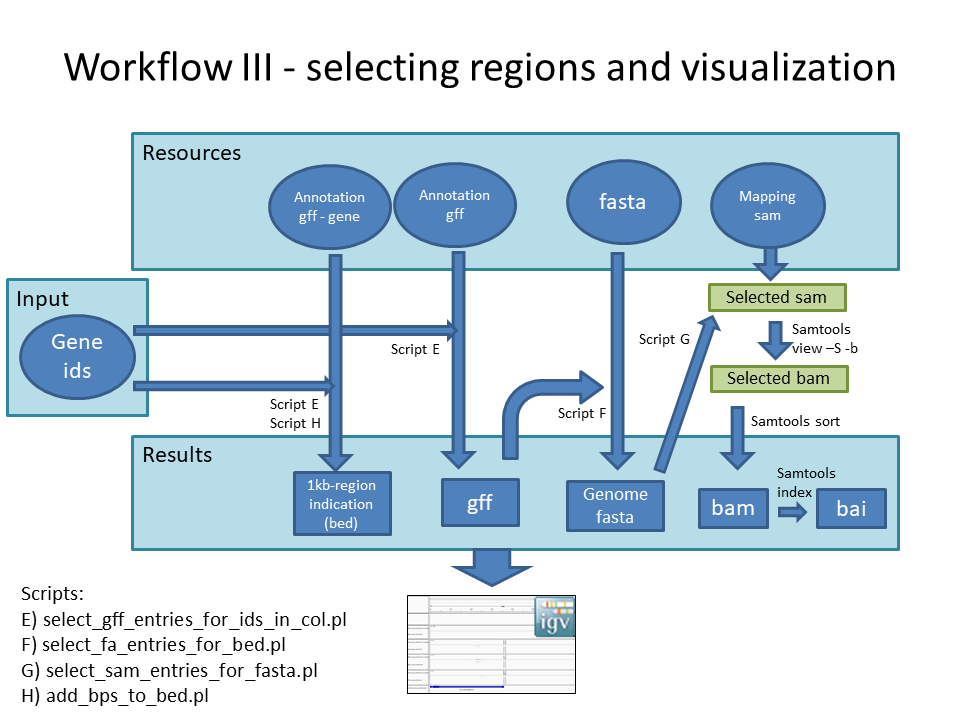 Workflow III - selecting regions and visualization
Resources
Annotation
gff - gene
Annotation
gff
fasta
Mapping
sam
Input
Gene
ids
Selected sam
Script E
Script G
Samtools
view –S -b
Selected bam
Script E
Script H
Script F
Samtools sort
Results
1kb-region
indication
(bed)
gff
Genome
fasta
bam
Samtools
index
bai
igv
Scripts:
E) select_gff_entries_for_ids_in_col.pl
F) select_fa_entries_for_bed.pl
G) select_sam_entries_for_fasta.pl
H) add_bps_to_bed.pl